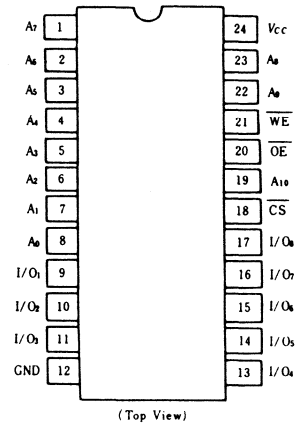 A7 1 24 Vcc
A6 2 23 A8
A5 3 22 A9
A4 4 21 WE
A3 5 20 OE
A2 6 19 A10
A1 7 18 CS
A0 8 17 I/O8
I/O1 9 16 I/O7
I/O2 10 15 I/O6
I/O3 11 14 I/O5
GND 12 13 I/O4
(Top View)